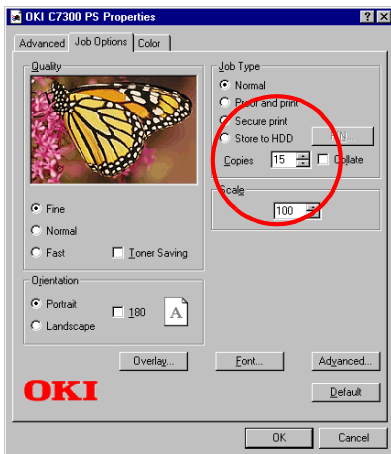 OKI C7300 PS Properties
Advanced
Job Options
Color
Quality
Fine
Normal
Fast
Toner Saving
Orientation
Portrait
Landscape
180
A
Job Type
Normal
Proof and print
Secure print
Store to HDD
PIN...
Copies
15
Collate
Scale
100
Overlay...
Font...
Advanced...
OKI
Default
OK
Cancel